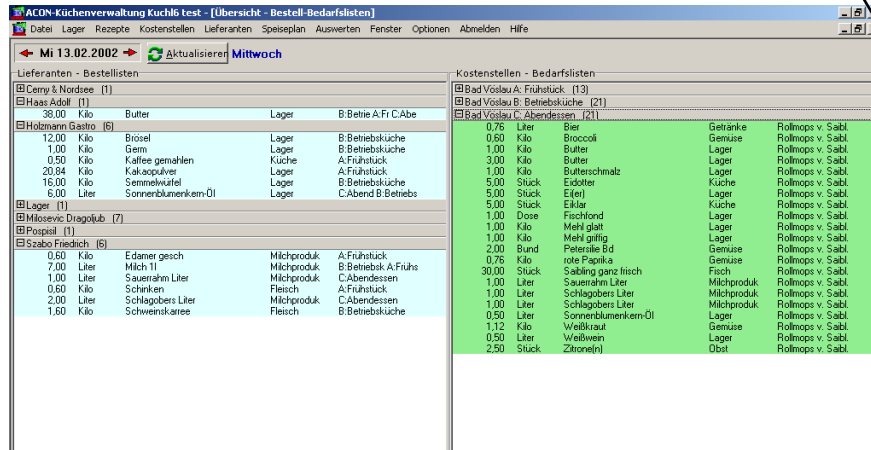 ACON-Küchenverwaltung Kuchl6 test - [Übersicht - Bestell-Bedarfslisten]
Datei Lager Rezepte Kostenstellen Lieferanten Speiseplan Auswerten Fenster Optionen Abmelden Hilfe
Mi 13.02.2002 Aktualisieren Mittwoch
Lieferanten - Bestellisten
Cerny & Nordsee (1)
Haas Adolf (1)
38,00 Kilo Butter Lager B:Betrie A:Fr C:Abe
Holzmann Gastro (6)
12,00 Kilo Brösel Lager B:Betriebsküche
1,00 Kilo Germ Lager B:Betriebsküche
0,50 Kilo Kaffee gemahlen Küche A:Frühstück
20,84 Kilo Kakaopulver Lager A:Frühstück
16,00 Kilo Semmelwürfel Lager B:Betriebsküche
6,00 Liter Sonnenblumenkern-Öl Lager C:Abend B:Betriebs
Lager (1)
Milosevic Dragoljub (7)
Pospisil (1)
Szabo Friedrich (6)
0,60 Kilo Edamer gesch Milchproduk A:Frühstück
7,00 Liter Milch 1l Milchproduk B:Betriebsk A:Frühs
1,00 Liter Sauerrahm Liter Milchproduk C:Abendessen
0,60 Kilo Schinken Fleisch A:Frühstück
2,00 Liter Schlagobers Liter Milchproduk C:Abendessen
1,60 Kilo Schweinskarree Fleisch B:Betriebsküche
Kostenstellen - Bedarfslisten
Bad Vöslau A: Frühstück (13)
Bad Vöslau B: Betriebsküche (21)
Bad Vöslau C: Abendessen (21)
0,76 Liter Bier Getränke Rollmops v. Saibl.
0,60 Kilo Broccoli Gemüse Rollmops v. Saibl.
1,00 Kilo Butter Lager Rollmops v. Saibl.
3,00 Kilo Butter Lager Rollmops v. Saibl.
1,00 Kilo Butterschmalz Lager Rollmops v. Saibl.
5,00 Stück Eidotter Küche Rollmops v. Saibl.
5,00 Stück Ei(er) Lager Rollmops v. Saibl.
5,00 Stück Eiklar Küche Rollmops v. Saibl.
1,00 Dose Fischfond Lager Rollmops v. Saibl.
1,00 Kilo Mehl glatt Lager Rollmops v. Saibl.
1,00 Kilo Mehl griffig Lager Rollmops v. Saibl.
2,00 Bund Petersilie Bd Gemüse Rollmops v. Saibl.
0,76 Kilo rote Paprika Gemüse Rollmops v. Saibl.
30,00 Stück Saibling ganz frisch Fisch Rollmops v. Saibl.
1,00 Liter Sauerrahm Liter Milchproduk Rollmops v. Saibl.
1,00 Liter Schlagobers Liter Milchproduk Rollmops v. Saibl.
1,00 Liter Schlagobers Liter Milchproduk Rollmops v. Saibl.
0,50 Liter Sonnenblumenkern-Öl Lager Rollmops v. Saibl.
1,12 Kilo Weißkraut Gemüse Rollmops v. Saibl.
0,50 Liter Weißwein Lager Rollmops v. Saibl.
2,50 Stück Zitrone(n) Obst Rollmops v. Saibl.